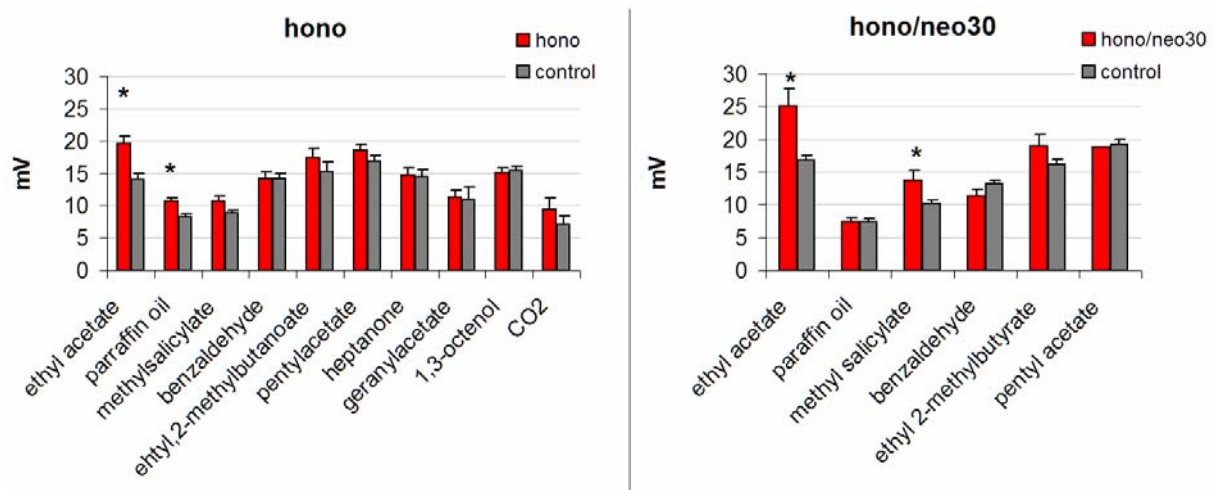 hono
hono
control
30
25
20
15
10
5
0
mV
*
*
ethyl acetate
parraffin oil
methylsalicylate
benzaldehyde
ehtyl,2-methylbutanoate
pentylacetate
heptanone
geranylacetate
1,3-octenol
CO2
hono/neo30
hono/neo30
control
30
25
20
15
10
5
0
mV
*
*
ethyl acetate
paraffin oil
methyl salicylate
benzaldehyde
ethyl 2-methylbutyrate
pentyl acetate